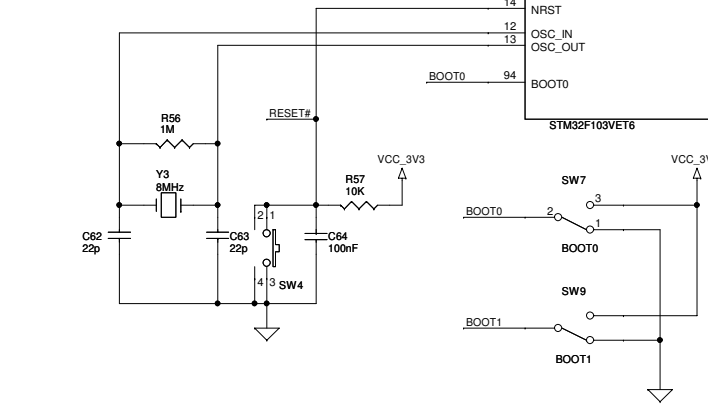 14
NRST
12
OSC_IN
13
OSC_OUT
BOOT0
94
BOOT0
STM32F103VET6
RESET#
R56
1M
VCC_3V3
R57
10K
Y3
8MHz
C62
22p
C63
22p
2
1
C64
100nF
4
3
SW4
SW7
3
BOOT0
2
1
BOOT0
SW9
BOOT1
BOOT1